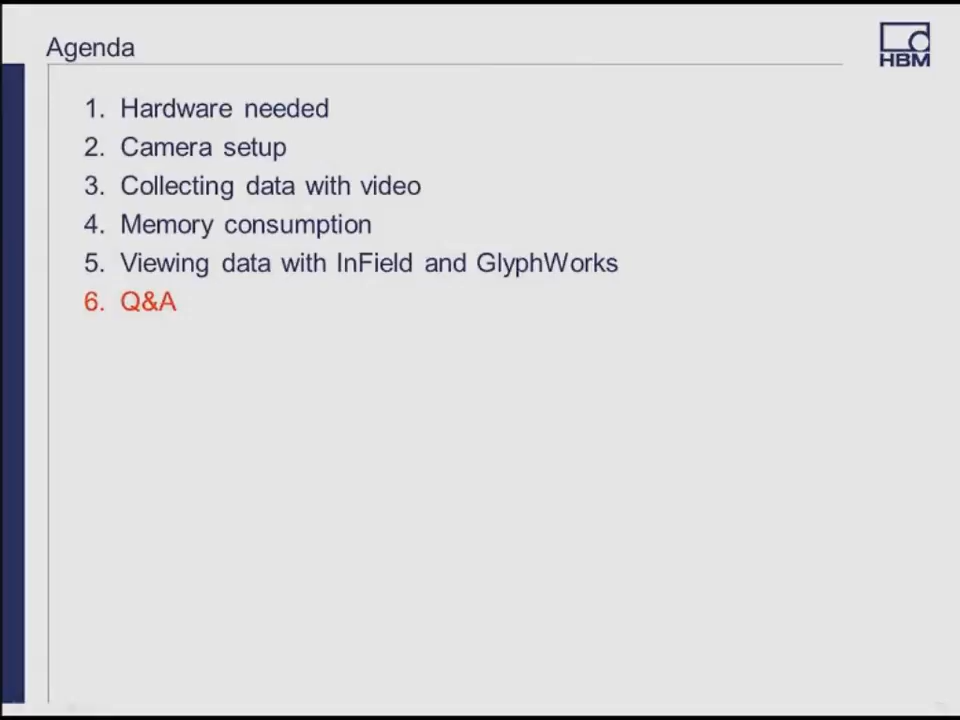 Agenda
HBM
1. Hardware needed
2. Camera setup
3. Collecting data with video
4. Memory consumption
5. Viewing data with InField and GlyphWorks
6. Q&A